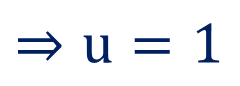 ⇒ u = 1